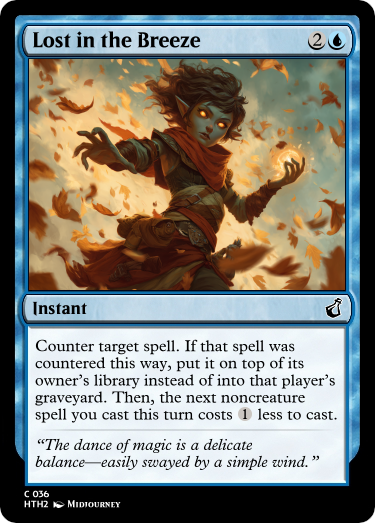 Lost in the Breeze 2
Instant
Counter target spell. If that spell was
countered this way, put it on top of its
owner's library instead of into that player's
graveyard. Then, the next noncreature
spell you cast this turn costs 1 less to cast.
“The dance of magic is a delicate
balance—easily swayed by a simple wind.”
C 036
HTH2 Midjourney